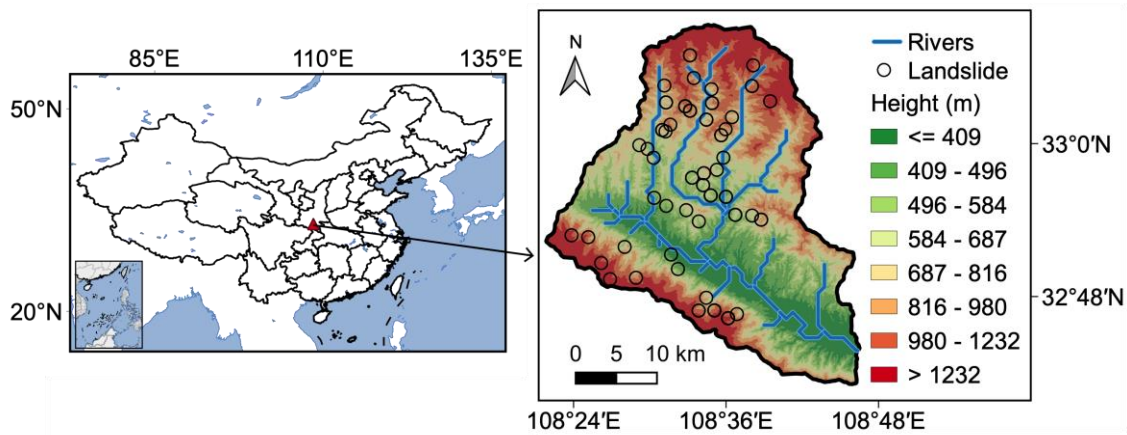 85°E 110°E 135°E
50°N
20°N
N
Rivers
Landslide
Height (m)
<= 409
409 - 496
496 - 584
584 - 687
687 - 816
816 - 980
980 - 1232
> 1232
33°0′N
32°48′N
0 5 10 km
108°24′E 108°36′E 108°48′E